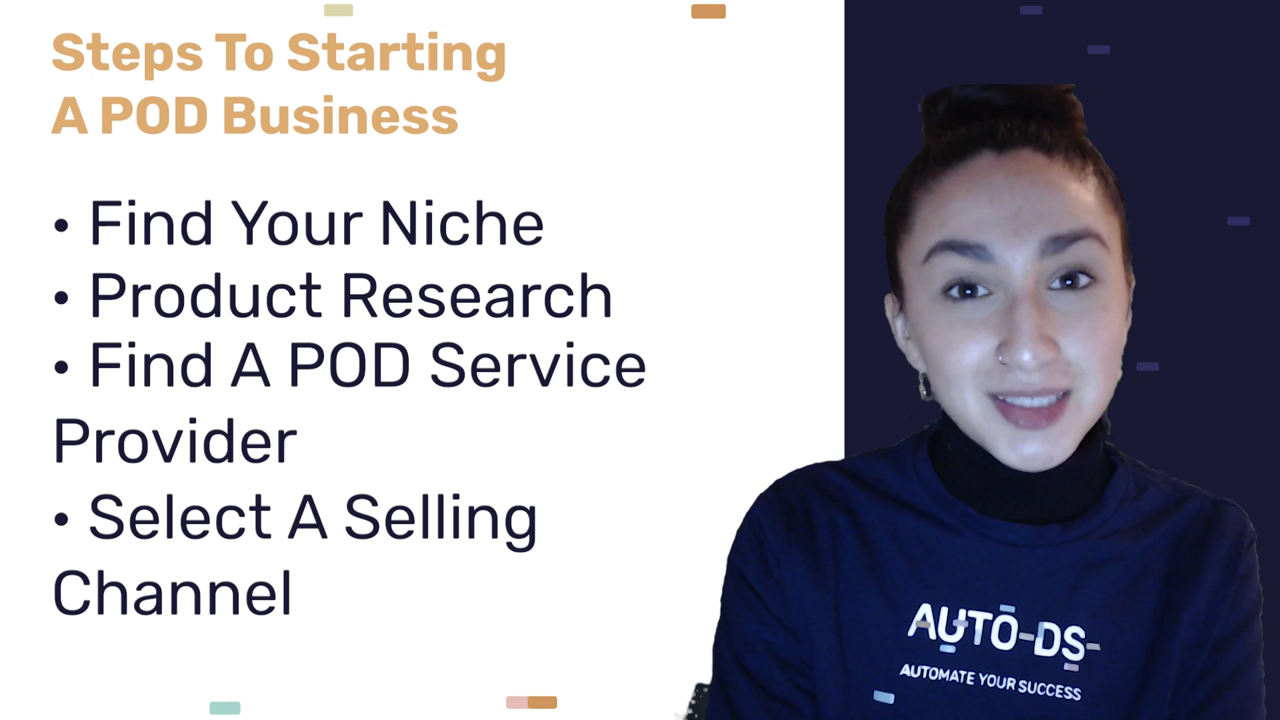 Steps To Starting
A POD Business
• Find Your Niche
• Product Research
• Find A POD Service
Provider
• Select A Selling
Channel
AUTO-DS-
AUTOMATE YOUR SUCCESS